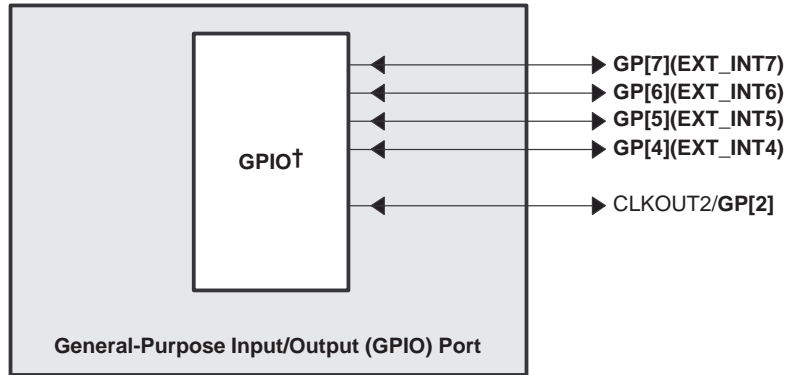 GP[7](EXT_INT7)
GP[6](EXT_INT6)
GP[5](EXT_INT5)
GP[4](EXT_INT4)
GPIO†
CLKOUT2/GP[2]
General-Purpose Input/Output (GPIO) Port